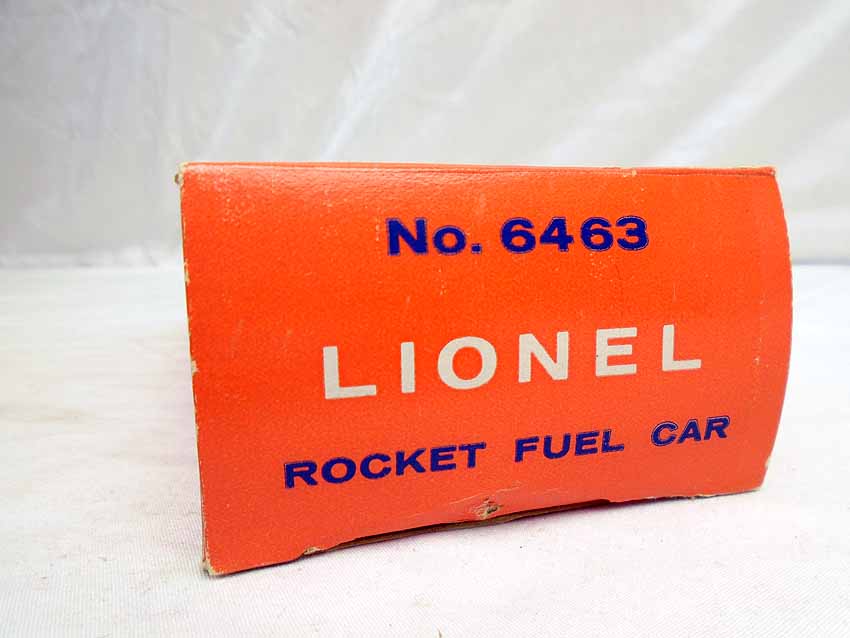 No. 6463
LIONEL
ROCKET FUEL CAR